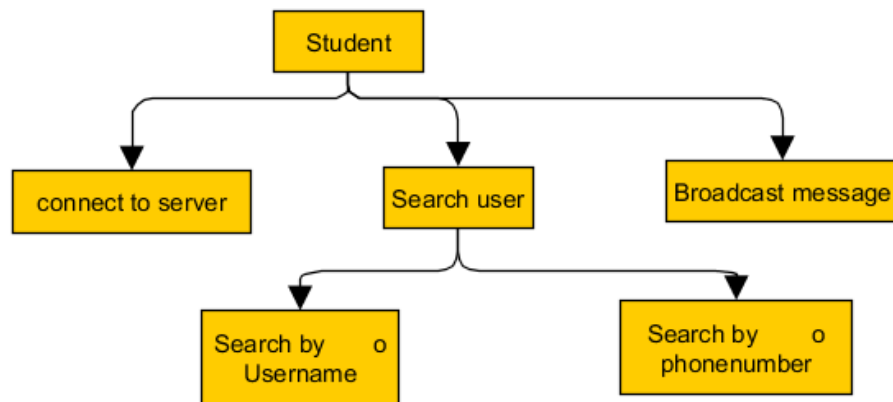 Student
connect to server
Search user
Broadcast message
Search by o
Username
Search by o
phonenumber